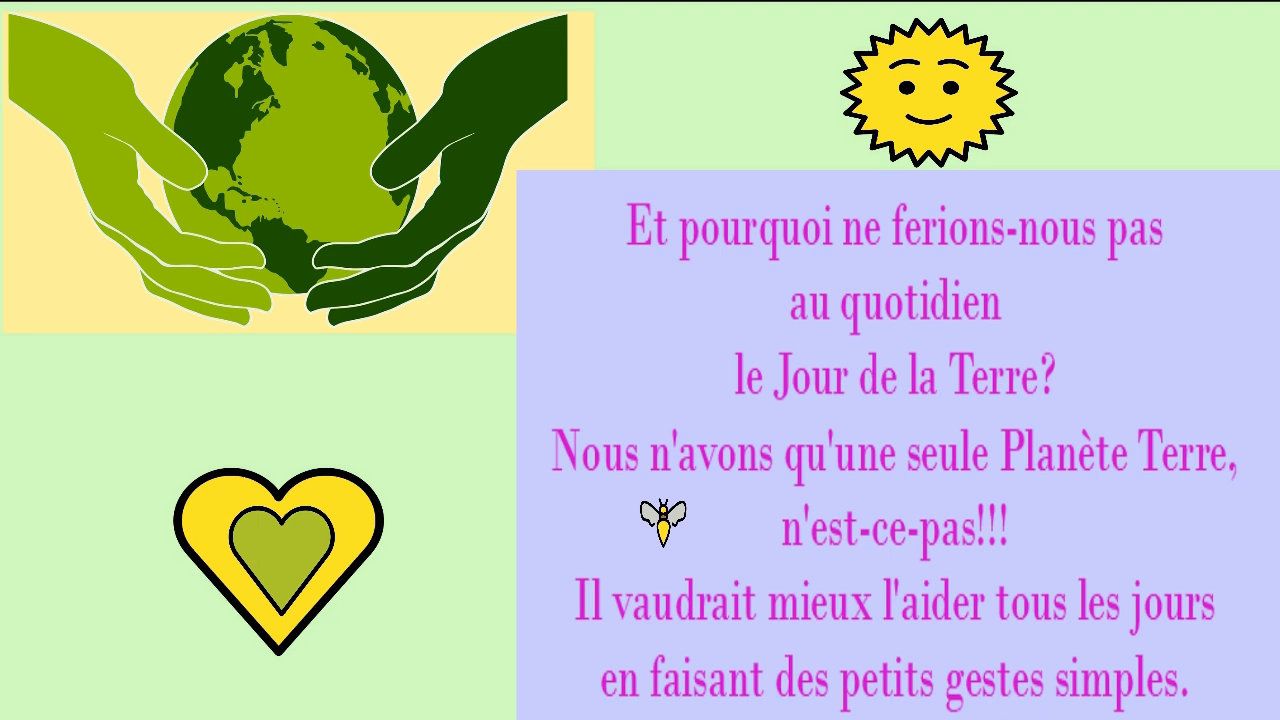 Et pourquoi ne ferions-nous pas
au quotidien
le Jour de la Terre?
Nous n'avons qu'une seule Planète Terre,
n'est-ce-pas!!!
Il vaudrait mieux l'aider tous les jours
en faisant des petits gestes simples.